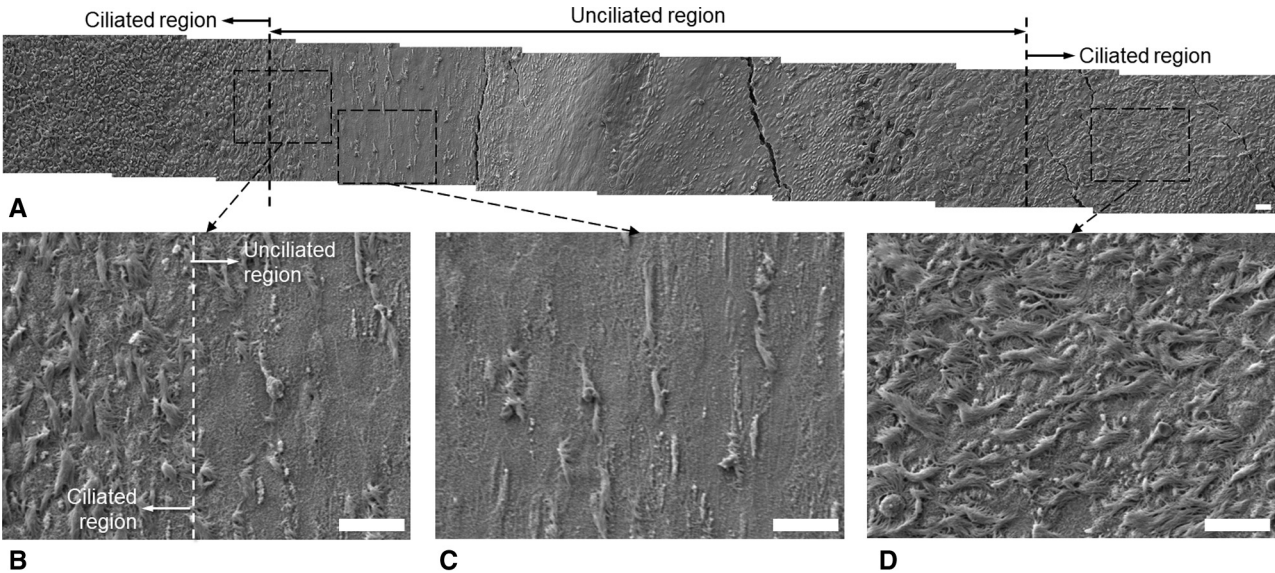 Ciliated region
Unciliated region
Ciliated region
A
Unciliated
region
Ciliated
region
B
C
D